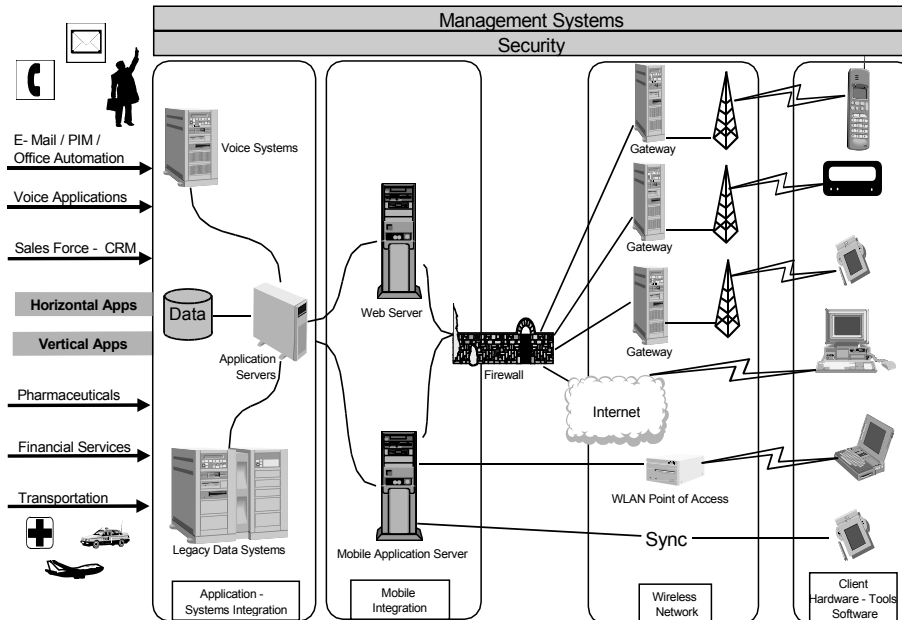 Management Systems
Security
E- Mail / PIM /
Office Automation
Voice Applications
Sales Force - CRM
Horizontal Apps
Vertical Apps
Pharmaceuticals
Financial Services
Transportation
Voice Systems
Data
Application
Servers
Legacy Data Systems
Application -
Systems Integration
Web Server
Mobile Application Server
Mobile
Integration
Firewall
Gateway
Gateway
Gateway
Internet
WLAN Point of Access
Sync
Wireless
Network
Client
Hardware - Tools
Software